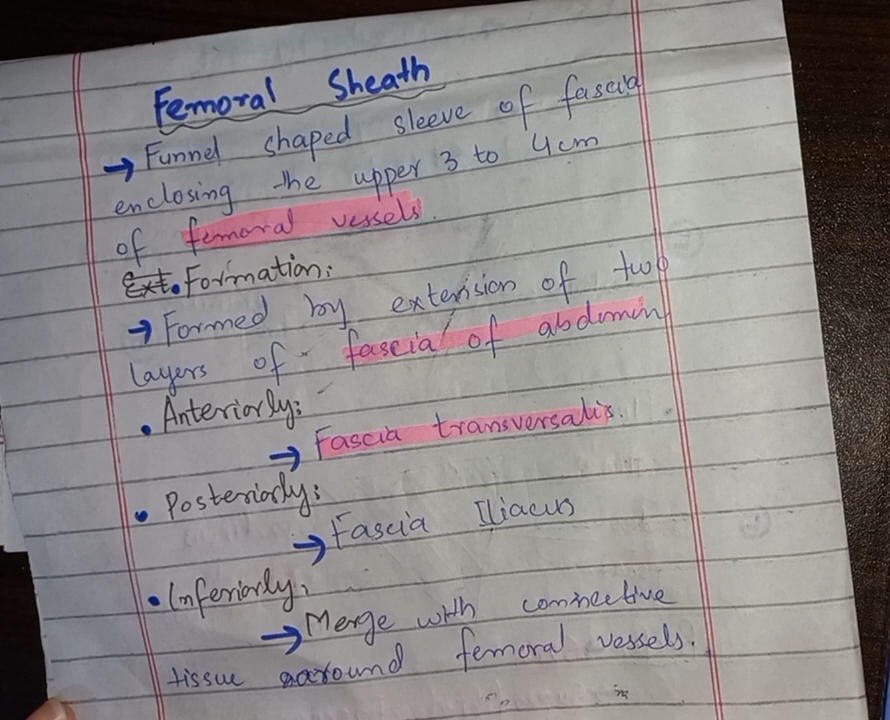 Femoral Sheath
→ Funnel shaped sleeve of fascia
enclosing the upper 3 to 4cm
of femoral vessels.
Ext. Formation:
→ Formed by extension of two
layers of fascia of abdomin
• Anteriorly:
→ Fascia transversalis.
• Posteriorly:
→ Fascia Iliacus
• Inferiorly,
→ Merge with connective
tissue around femoral vessels.